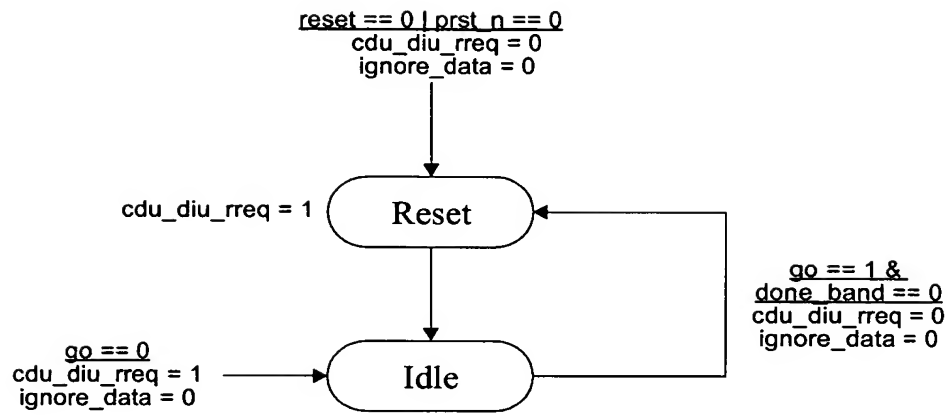 reset == 0 | prst_n == 0
cdu_diu_rreq = 0
ignore_data = 0
cdu_diu_rreq = 1
Reset
go == 1 &
done_band == 0
cdu_diu_rreq = 0
ignore_data = 0
go == 0
cdu_diu_rreq = 1
ignore_data = 0
Idle